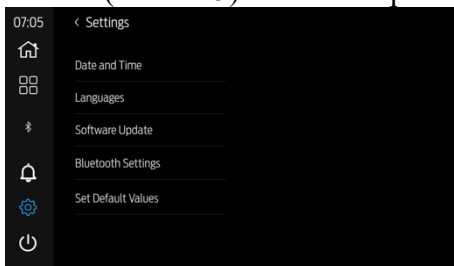 07:05
< Settings
Date and Time
Languages
Software Update
Bluetooth Settings
Set Default Values